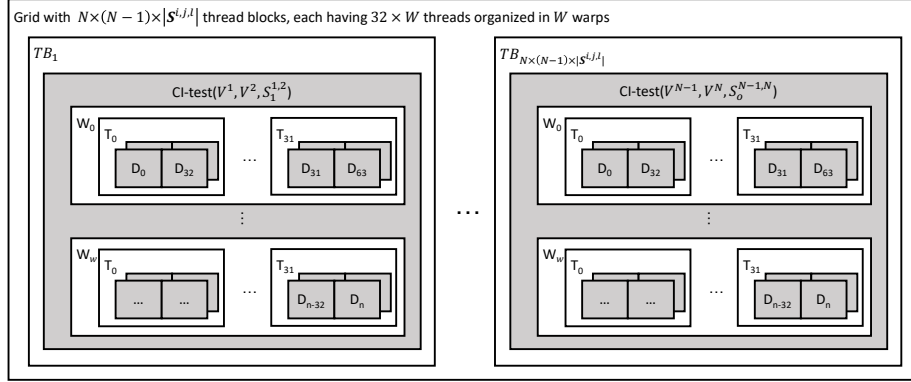 Grid with N×(N − 1)×|S^{i,j,l}| thread blocks, each having 32 × W threads organized in W warps
TB_1
CI-test(V^1, V^2, S_1^{1,2})
W_0
T_0
D_0 D_32
...
T_31
D_31 D_63
⋮
W_w
T_0
... ...
...
T_31
D_{n-32} D_n
...
TB_{N×(N−1)×|S^{i,j,l}|}
CI-test(V^{N−1}, V^N, S_o^{N−1,N})
W_0
T_0
D_0 D_32
...
T_31
D_31 D_63
⋮
W_w
T_0
... ...
...
T_31
D_{n-32} D_n